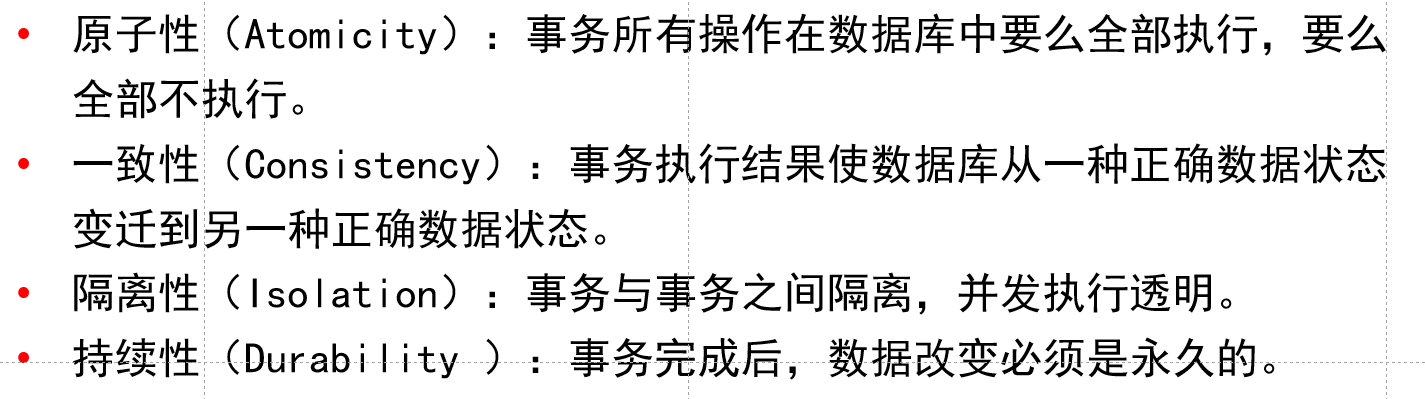 • 原子性（Atomicity）：事务所有操作在数据库中要么全部执行，要么
全部不执行。
• 一致性（Consistency）：事务执行结果使数据库从一种正确数据状态
变迁到另一种正确数据状态。
• 隔离性（Isolation）：事务与事务之间隔离，并发执行透明。
• 持续性（Durability ）：事务完成后，数据改变必须是永久的。